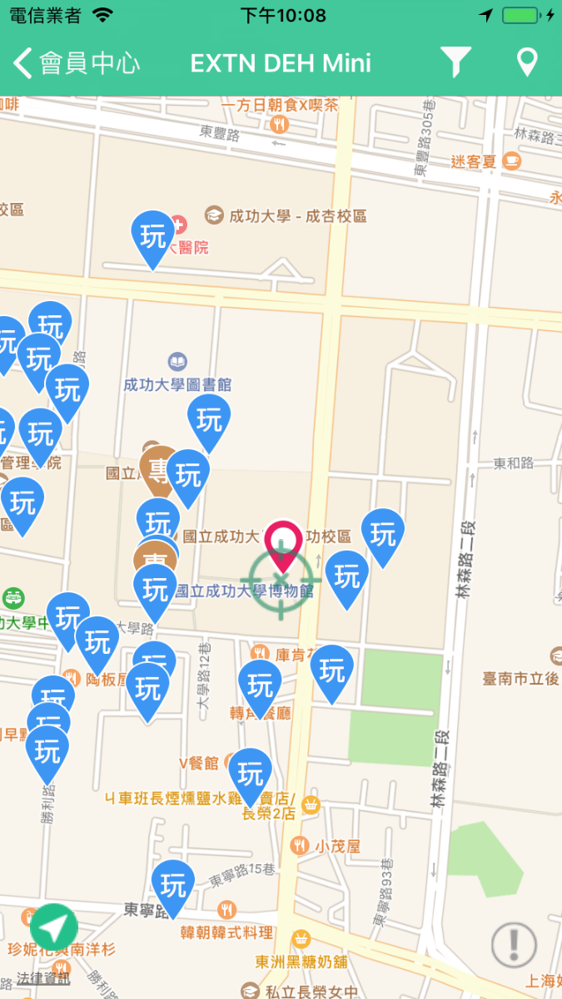 電信業者 下午10:08
會員中心 EXTN DEH Mini
咖啡
一方日朝食X喫茶
東豐路
東豐路305巷
林森路三
迷客夏
永
校區
成功大學 - 成杏校區
玩
大醫院
玩
玩
玩
路
玩
成功大學圖書館
玩
玩
玩
管理學院
國立
專
玩
東和路
玩
區
玩
國立成功大
功校區
玩
林森路二段
專
玩
玩
國立成功大學博物館
功大學中
玩
大學路
玩
大學路12巷
庫肯花
玩
玩
玩
玩
陶板屋
臺南市立後
玩
轉角餐廳
早點
玩
玩
V餐館
玩
林森路二段
勝利路
ㄐ車班長煙燻鹽水雞 賣店/
長榮2店
小茂屋
玩
東寧路15巷
東寧路93巷
東寧路
韓朝韓式料理
珍妮花與南洋杉
東洲黑糖奶舖
法律資訊
勝利路
路
上海
私立長榮女中